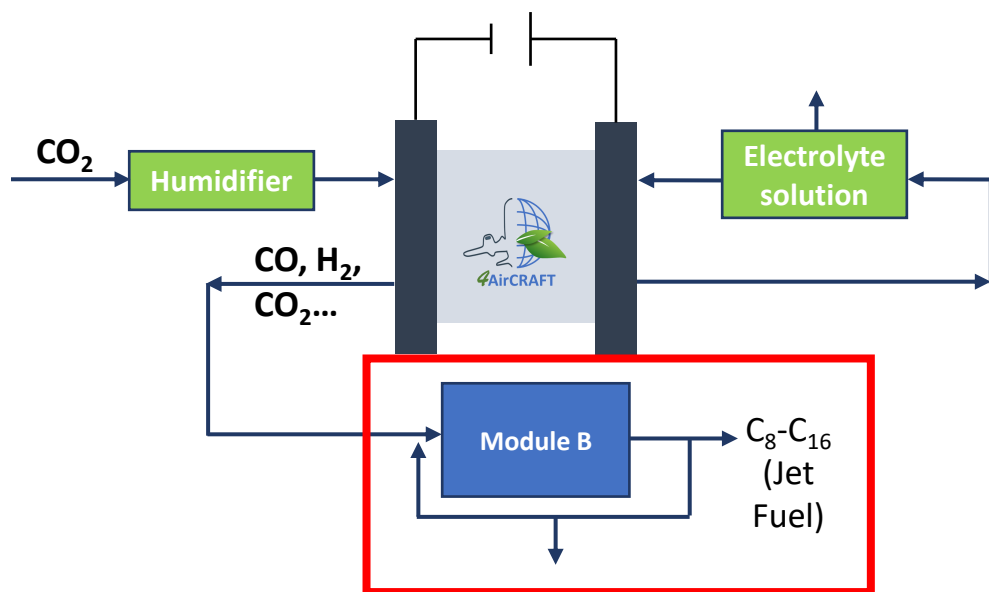 CO₂
Humidifier
Electrolyte
solution
CO, H₂,
CO₂...
4AirCRAFT
Module B
C₈-C₁₆
(Jet
Fuel)